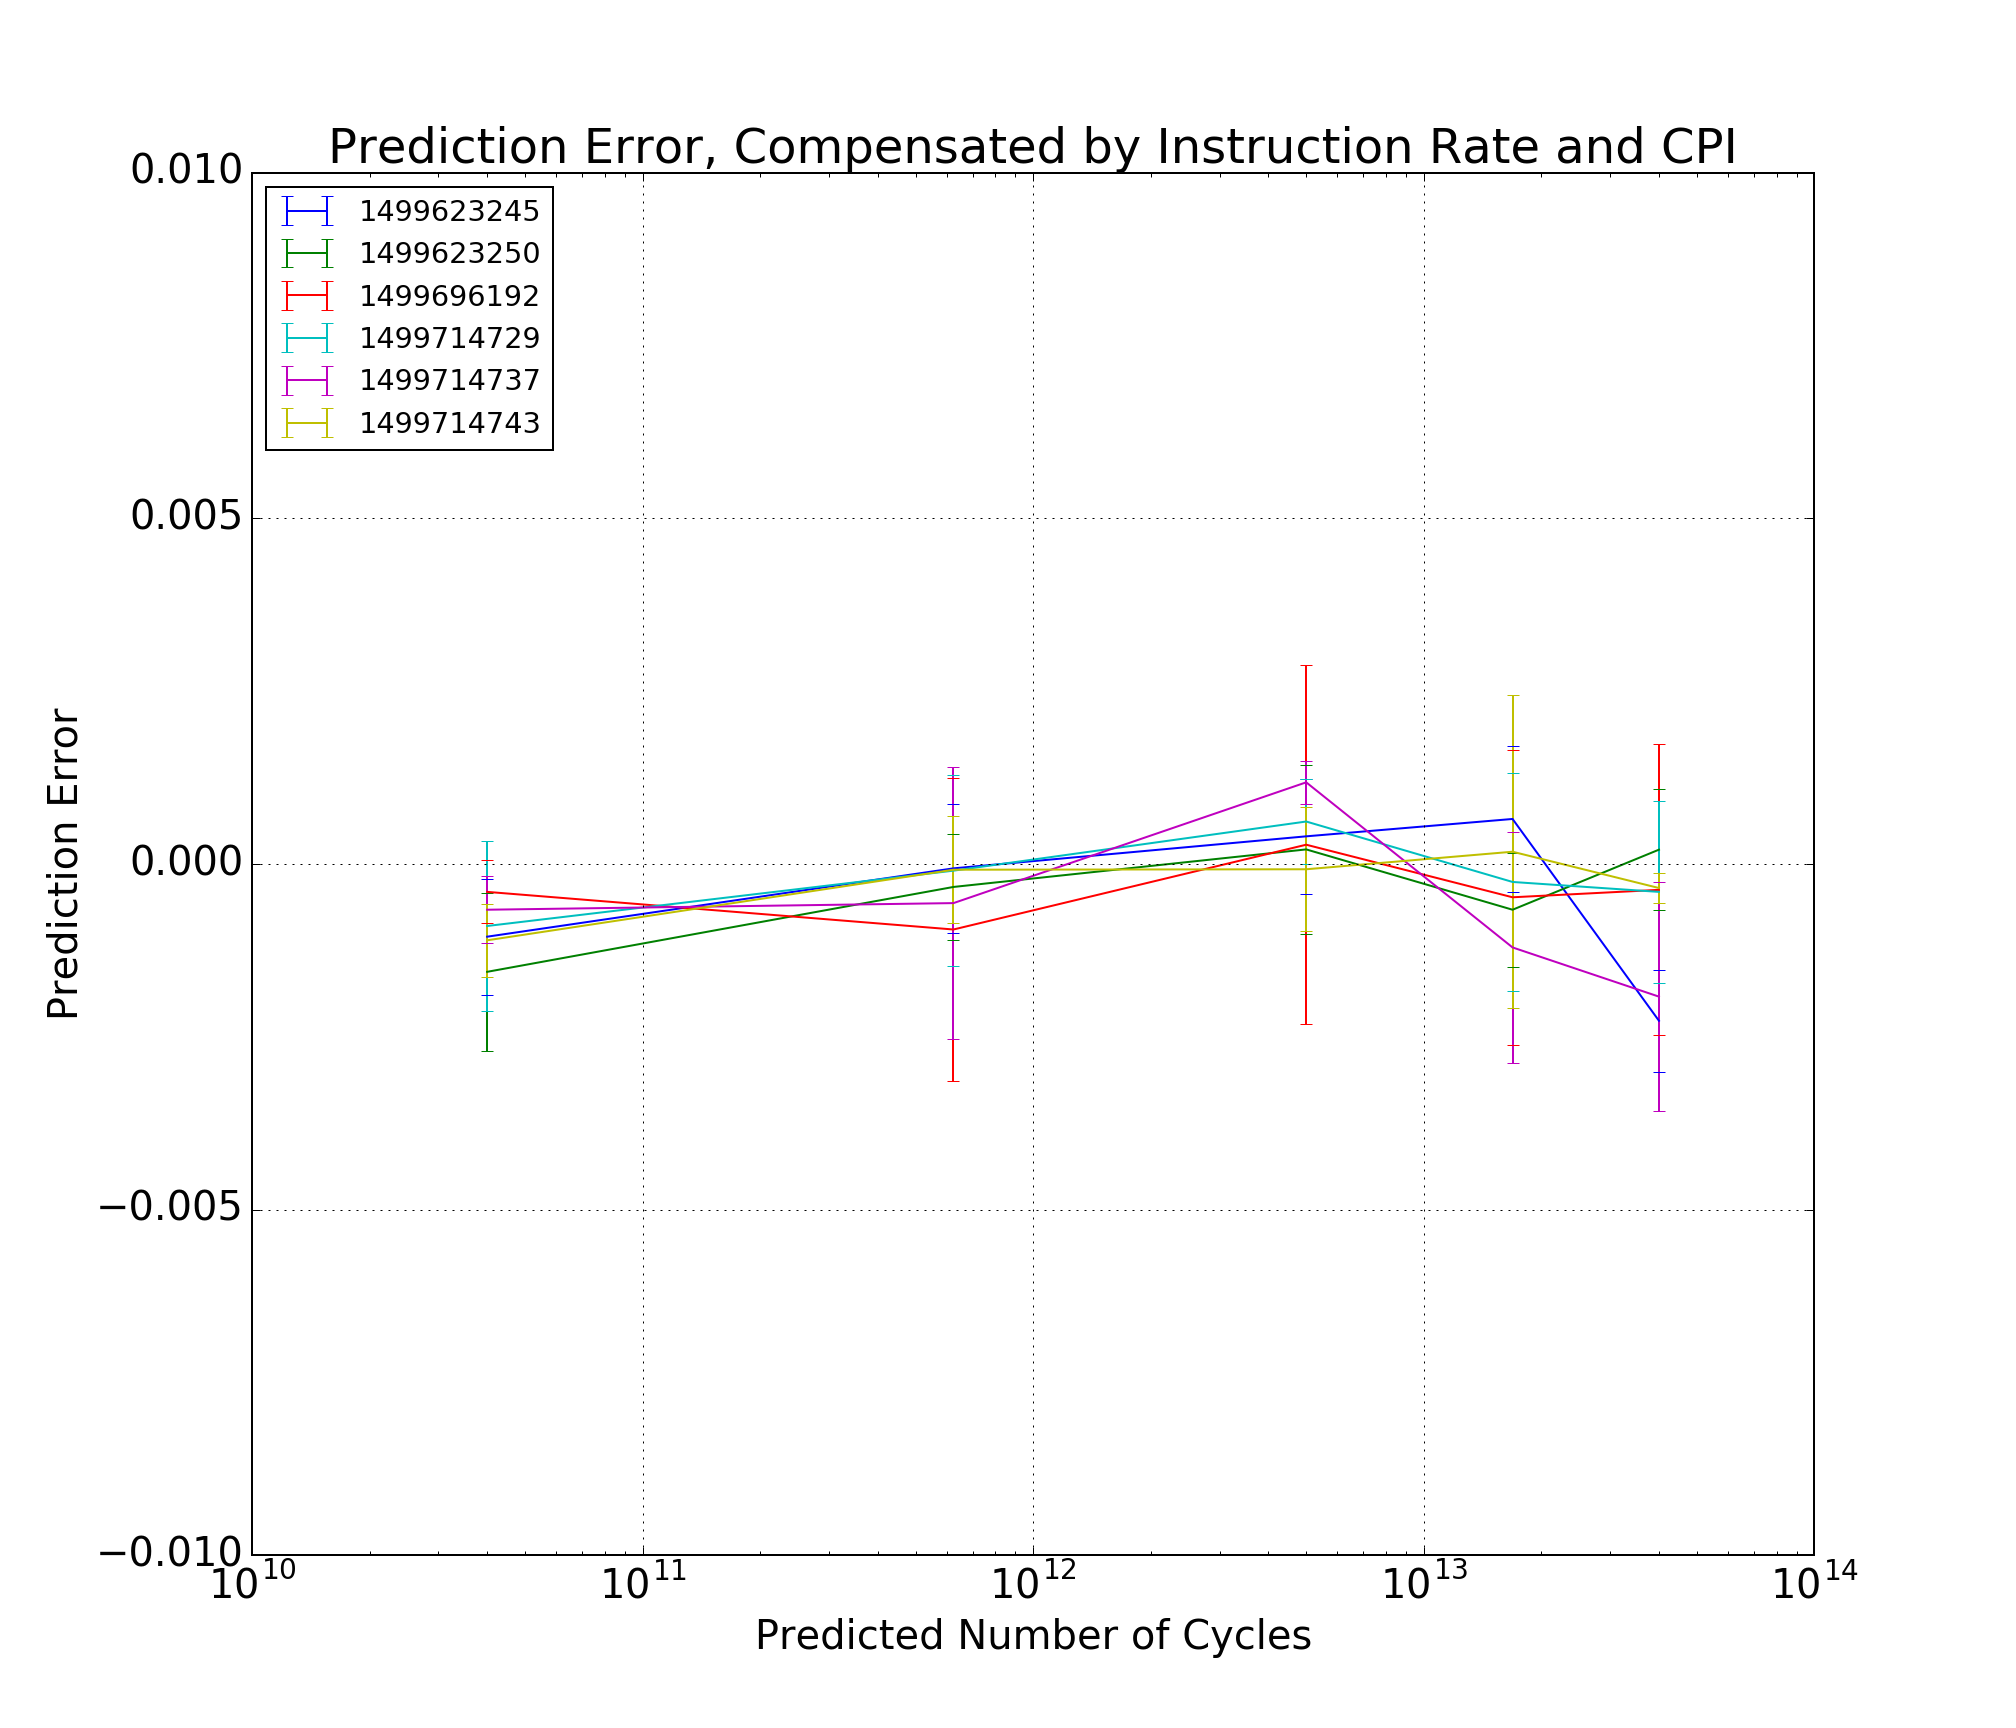 Prediction Error, Compensated by Instruction Rate and CPI
0.010
1499623245
1499623250
1499696192
1499714729
1499714737
1499714743
0.005
0.000
−0.005
−0.010
Prediction Error
10^10 10^11 10^12 10^13 10^14
Predicted Number of Cycles